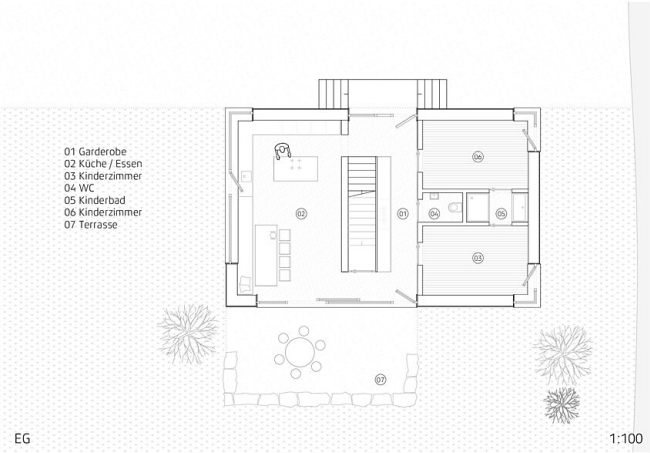 01 Garderobe
02 Küche / Essen
03 Kinderzimmer
04 WC
05 Kinderbad
06 Kinderzimmer
07 Terrasse
06
02
01
04
05
03
07
EG
1:100